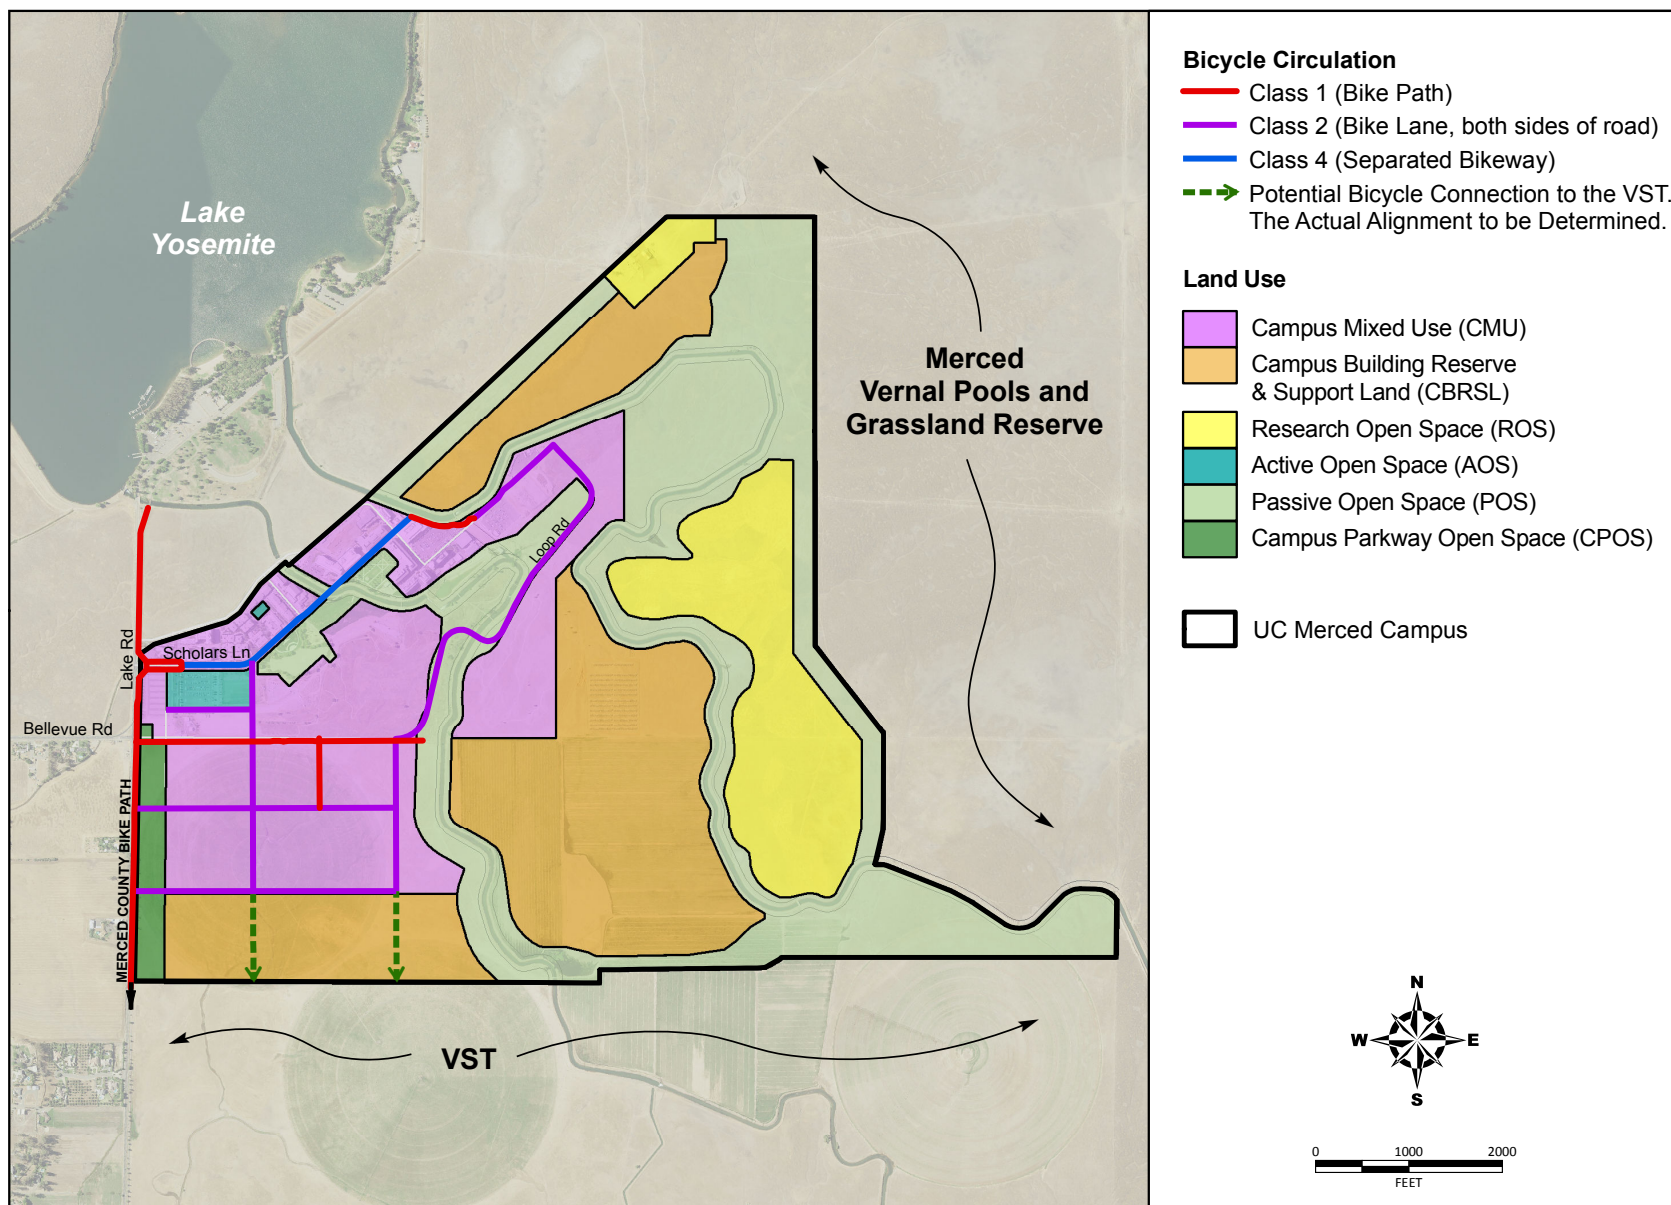 Lake
Yosemite
Merced
Vernal Pools and
Grassland Reserve
Loop Rd
Lake Rd
Scholars Ln
Bellevue Rd
MERCED COUNTY BIKE PATH
VST
Bicycle Circulation
Class 1 (Bike Path)
Class 2 (Bike Lane, both sides of road)
Class 4 (Separated Bikeway)
Potential Bicycle Connection to the VST.
The Actual Alignment to be Determined.
Land Use
Campus Mixed Use (CMU)
Campus Building Reserve
& Support Land (CBRSL)
Research Open Space (ROS)
Active Open Space (AOS)
Passive Open Space (POS)
Campus Parkway Open Space (CPOS)
UC Merced Campus
N
W E
S
0 1000 2000
FEET